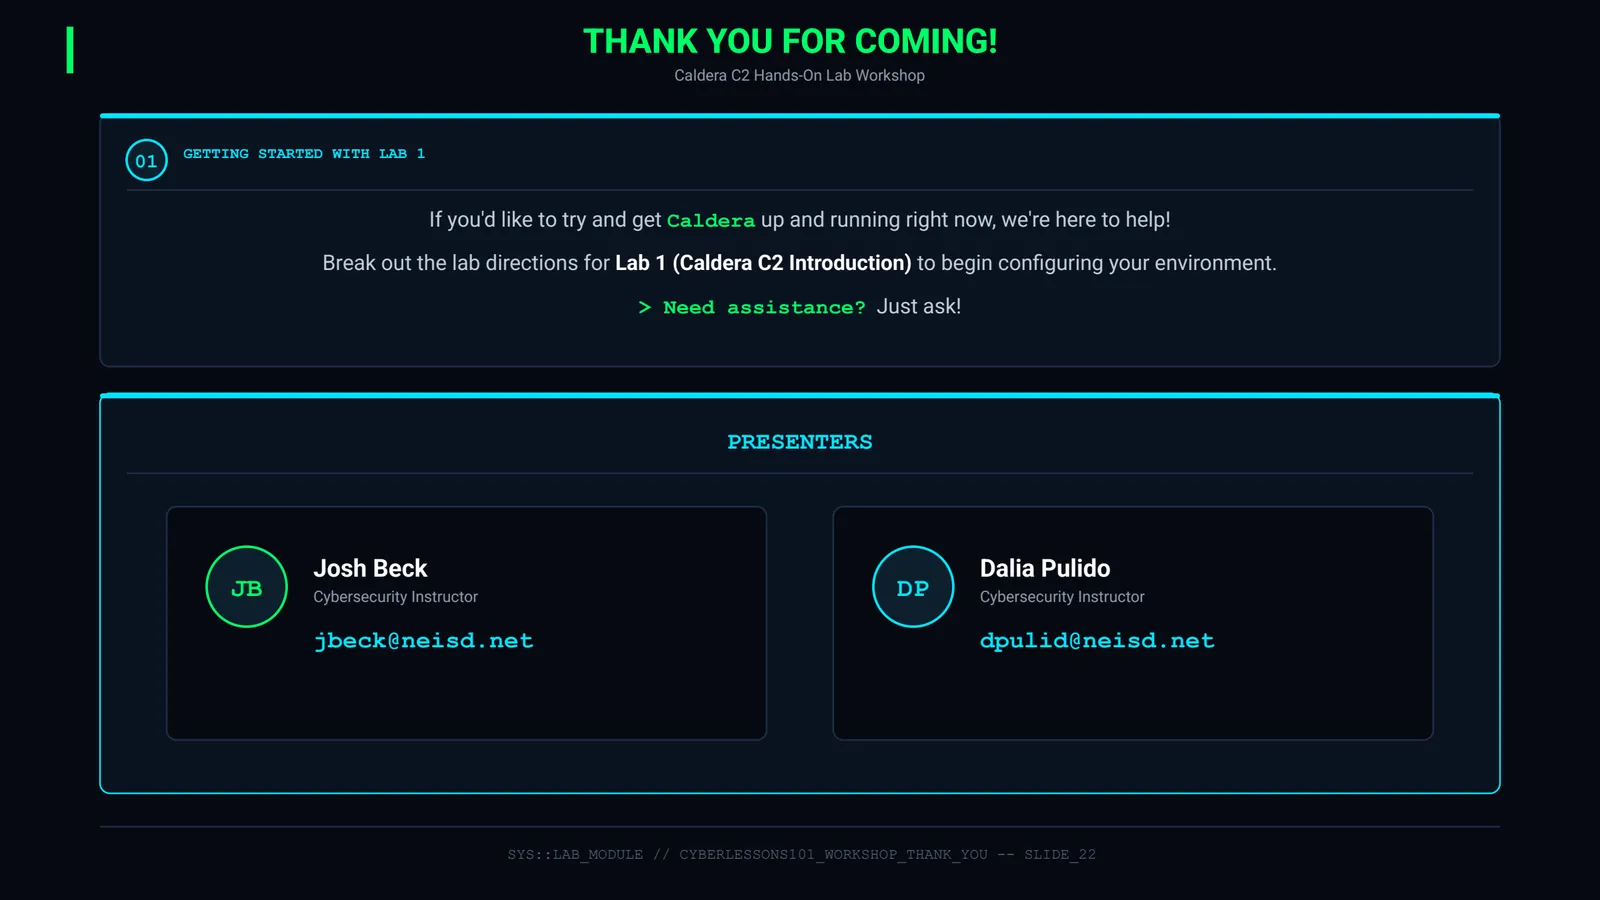 THANK YOU FOR COMING!
Caldera C2 Hands-On Lab Workshop
01
GETTING STARTED WITH LAB 1
If you'd like to try and get Caldera up and running right now, we're here to help!
Break out the lab directions for Lab 1 (Caldera C2 Introduction) to begin configuring your environment.
> Need assistance? Just ask!
PRESENTERS
JB
Josh Beck
Cybersecurity Instructor
jbeck@neisd.net
DP
Dalia Pulido
Cybersecurity Instructor
dpulid@neisd.net
SYS::LAB_MODULE // CYBERLESSONS101_WORKSHOP_THANK_YOU -- SLIDE_22